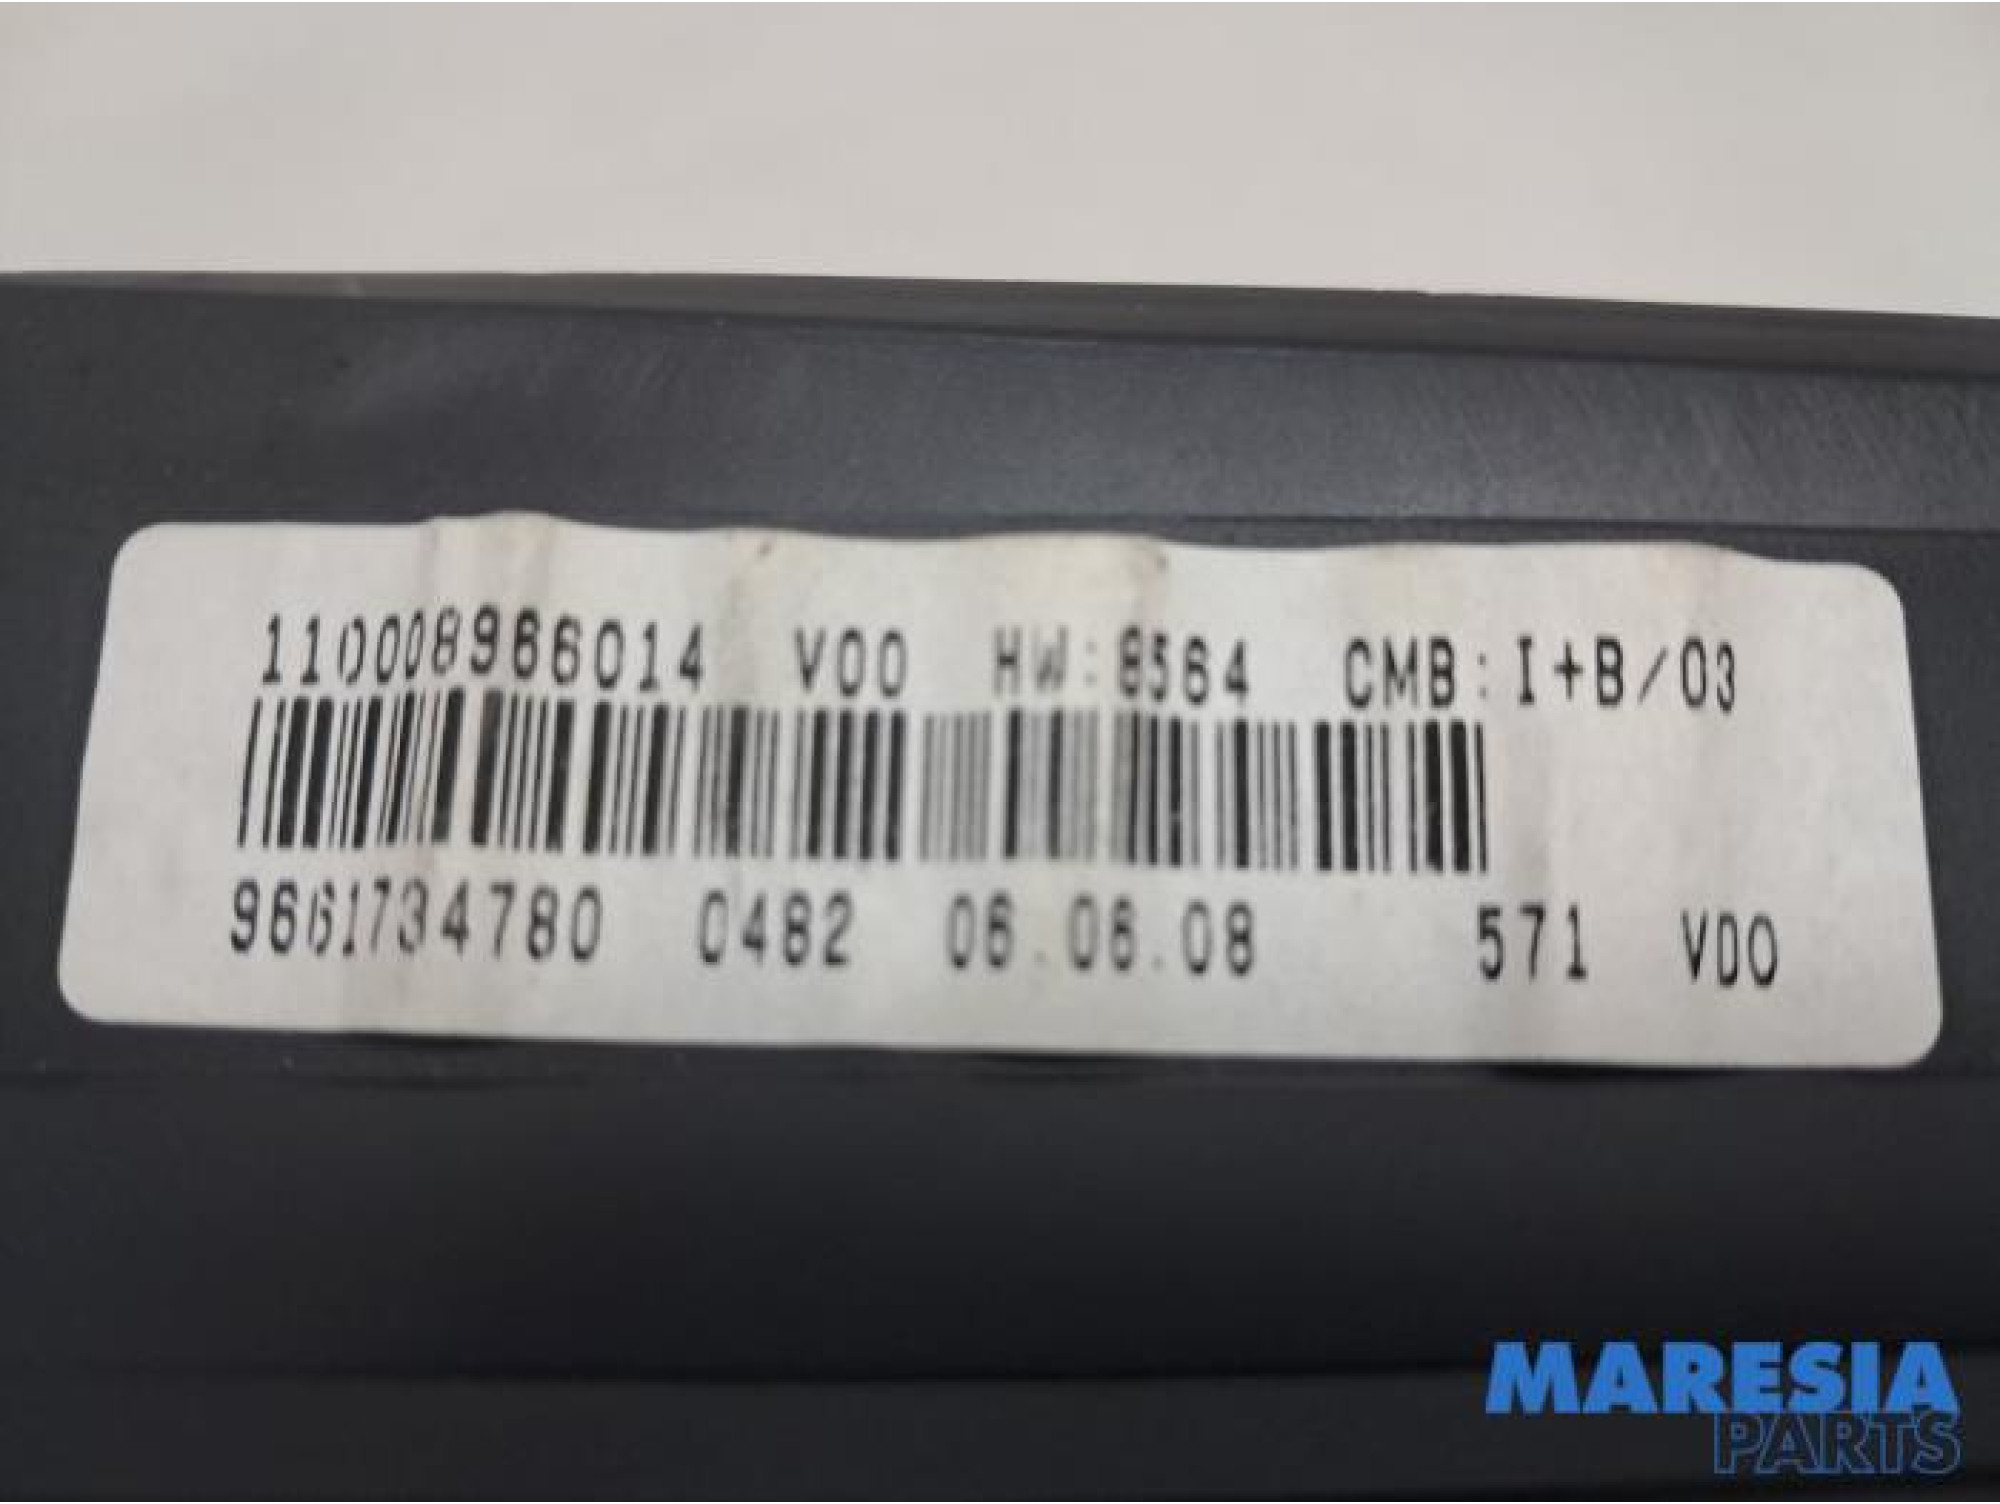 110008966014 V00 HW:8564 CMB:I+B/03
9661734780 0482 06.06.08 571 VDO
MARESIA
PARTS